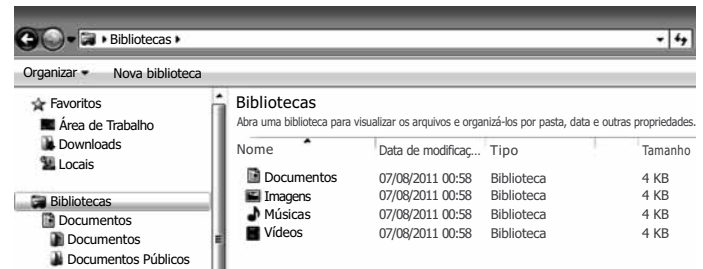 Bibliotecas
Organizar Nova biblioteca
Favoritos
Área de Trabalho
Downloads
Locais
Bibliotecas
Documentos
Documentos
Documentos Públicos
Bibliotecas
Abra uma biblioteca para visualizar os arquivos e organizá-los por pasta, data e outras propriedades.
Nome Data de modificaç... Tipo Tamanho
Documentos 07/08/2011 00:58 Biblioteca 4 KB
Imagens 07/08/2011 00:58 Biblioteca 4 KB
Músicas 07/08/2011 00:58 Biblioteca 4 KB
Vídeos 07/08/2011 00:58 Biblioteca 4 KB